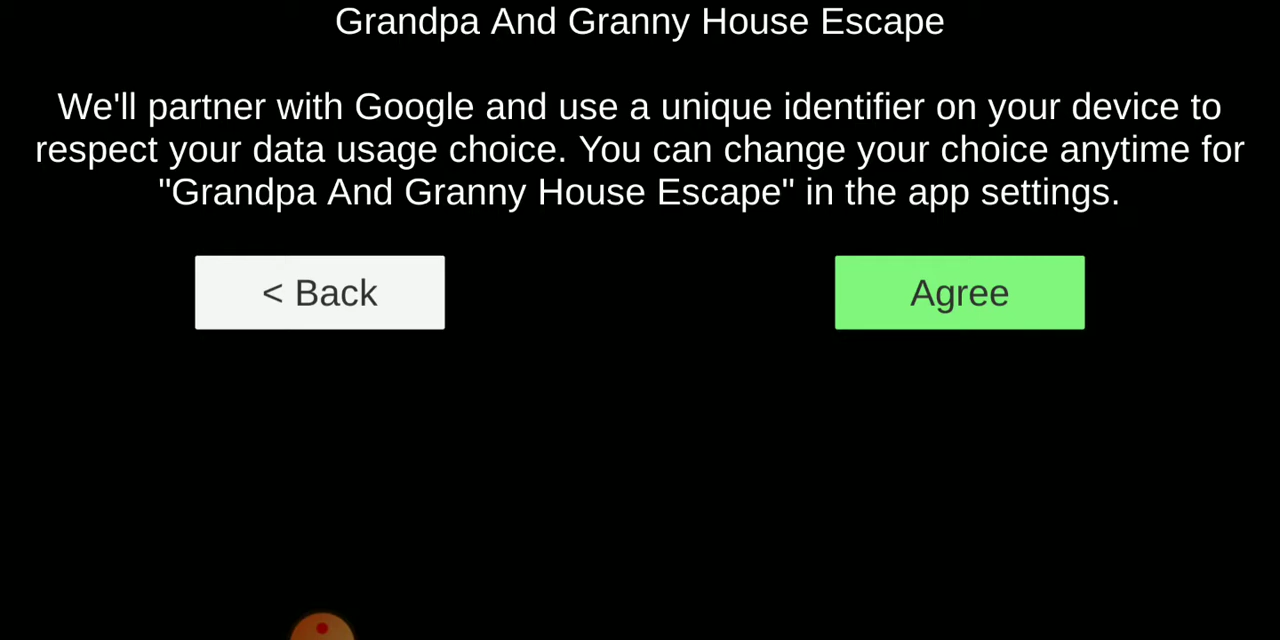 Grandpa And Granny House Escape
We'll partner with Google and use a unique identifier on your device to
respect your data usage choice. You can change your choice anytime for
"Grandpa And Granny House Escape" in the app settings.
< Back
Agree